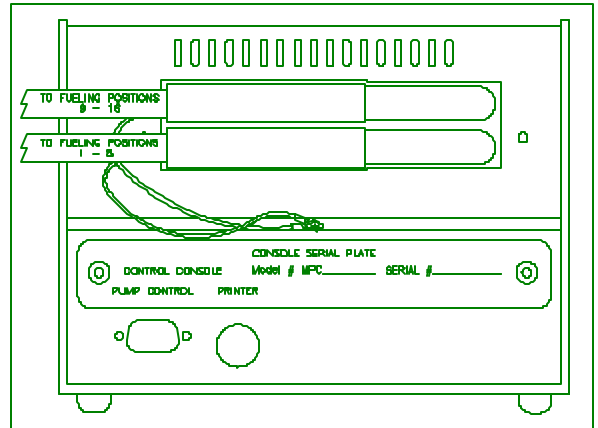 TO FUELING POSITIONS
9 - 16
TO FUELING POSITIONS
1 - 8
CONSOLE SERIAL PLATE
CONTROL CONSOLE
Model # MPC
SERIAL #
PUMP CONTROL
PRINTER